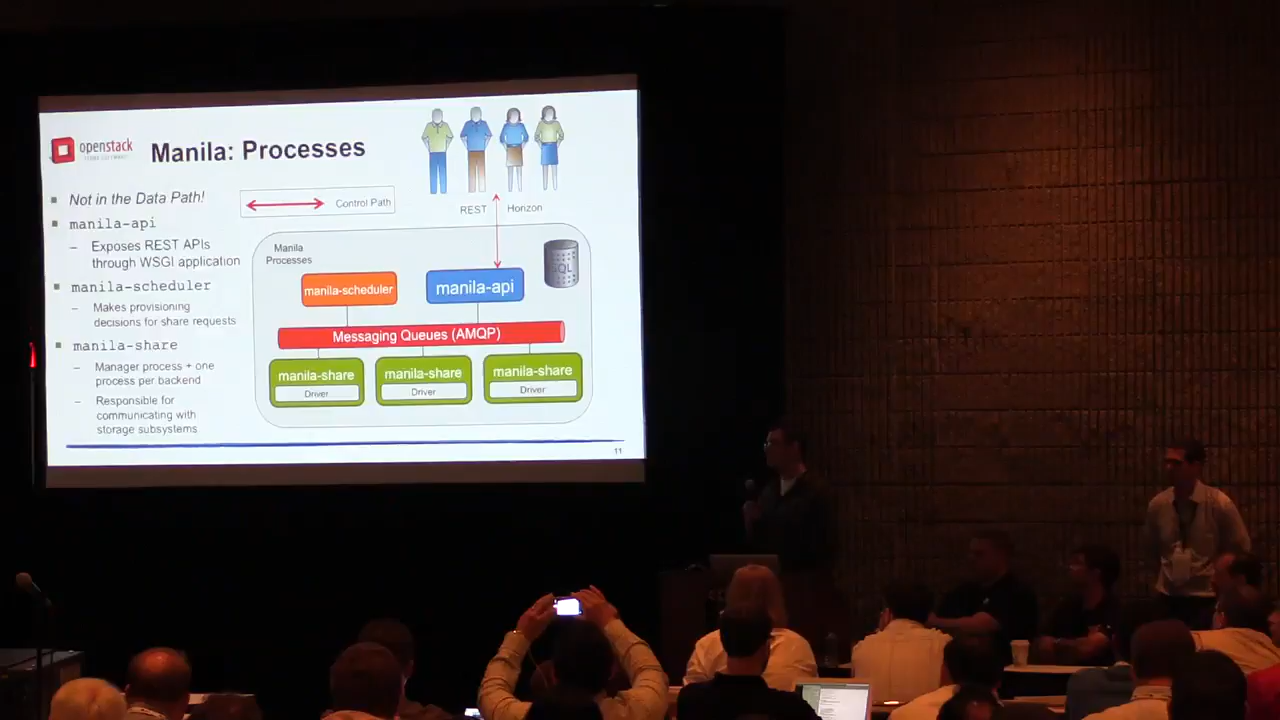 openstack
Manila: Processes
Not in the Data Path!
manila-api
– Exposes REST APIs
through WSGI application
manila-scheduler
– Makes provisioning
decisions for share requests
manila-share
– Manager process + one
process per backend
– Responsible for
communicating with
storage subsystems
Control Path
REST Horizon
Manila
Processes
SQL
manila-scheduler
manila-api
Messaging Queues (AMQP)
manila-share manila-share manila-share
Driver Driver Driver
11